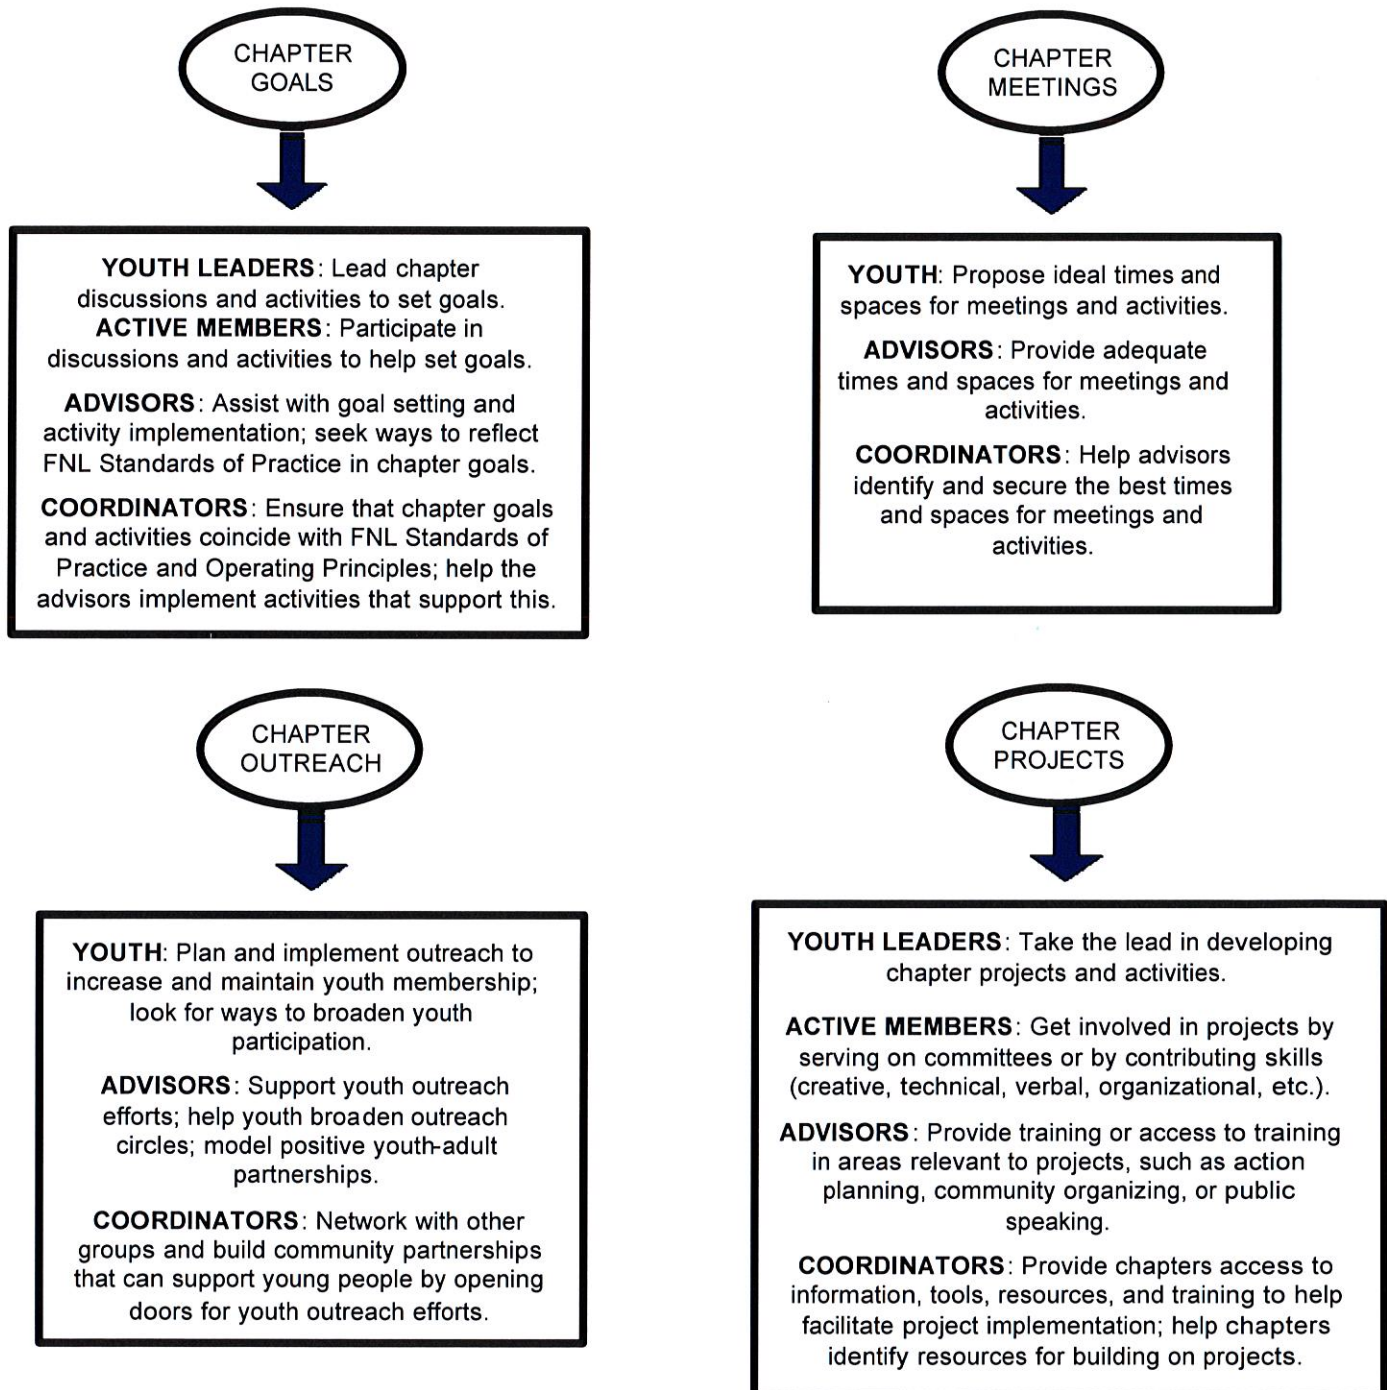 CHAPTER
GOALS
YOUTH LEADERS: Lead chapter
discussions and activities to set goals.
ACTIVE MEMBERS: Participate in
discussions and activities to help set goals.
ADVISORS: Assist with goal setting and
activity implementation; seek ways to reflect
FNL Standards of Practice in chapter goals.
COORDINATORS: Ensure that chapter goals
and activities coincide with FNL Standards of
Practice and Operating Principles; help the
advisors implement activities that support this.
CHAPTER
MEETINGS
YOUTH: Propose ideal times and
spaces for meetings and activities.
ADVISORS: Provide adequate
times and spaces for meetings and
activities.
COORDINATORS: Help advisors
identify and secure the best times
and spaces for meetings and
activities.
CHAPTER
OUTREACH
YOUTH: Plan and implement outreach to
increase and maintain youth membership;
look for ways to broaden youth
participation.
ADVISORS: Support youth outreach
efforts; help youth broaden outreach
circles; model positive youth-adult
partnerships.
COORDINATORS: Network with other
groups and build community partnerships
that can support young people by opening
doors for youth outreach efforts.
CHAPTER
PROJECTS
YOUTH LEADERS: Take the lead in developing
chapter projects and activities.
ACTIVE MEMBERS: Get involved in projects by
serving on committees or by contributing skills
(creative, technical, verbal, organizational, etc.).
ADVISORS: Provide training or access to training
in areas relevant to projects, such as action
planning, community organizing, or public
speaking.
COORDINATORS: Provide chapters access to
information, tools, resources, and training to help
facilitate project implementation; help chapters
identify resources for building on projects.